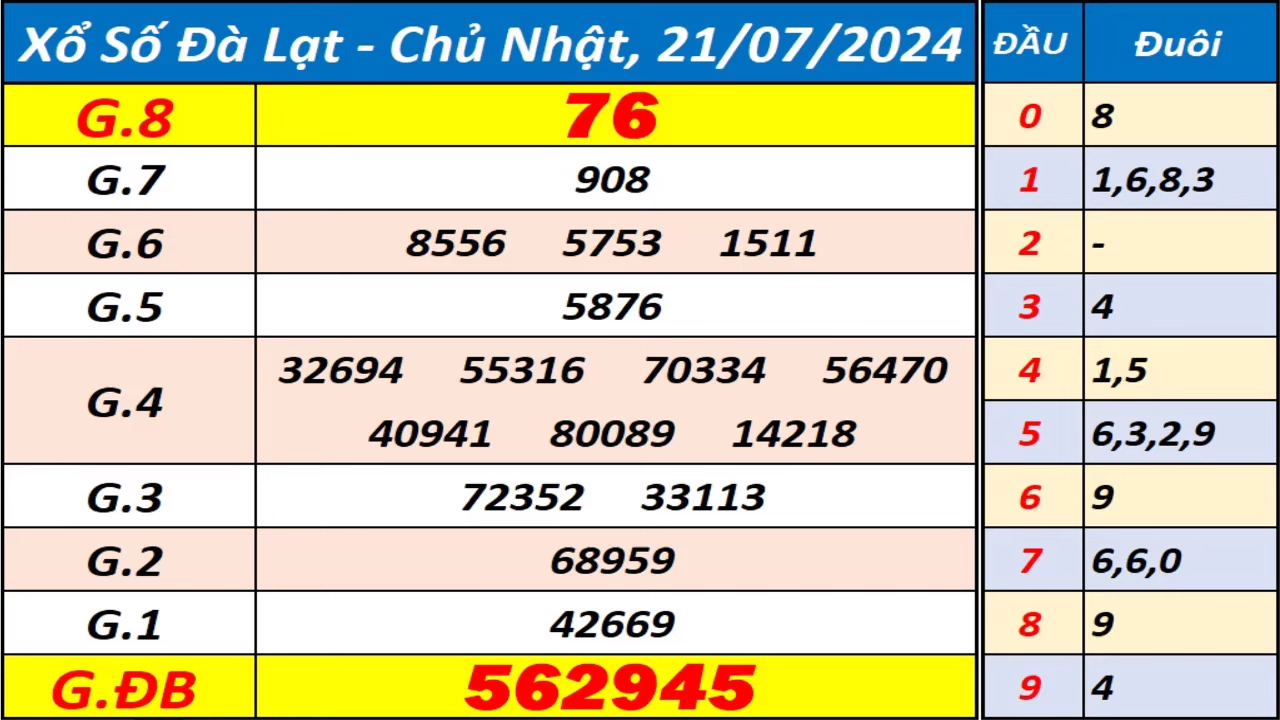 Xổ Số Đà Lạt - Chủ Nhật, 21/07/2024
G.8 76
G.7 908
G.6 8556 5753 1511
G.5 5876
G.4 32694 55316 70334 56470
40941 80089 14218
G.3 72352 33113
G.2 68959
G.1 42669
G.ĐB 562945
ĐẦU Đuôi
0 8
1 1,6,8,3
2 -
3 4
4 1,5
5 6,3,2,9
6 9
7 6,6,0
8 9
9 4